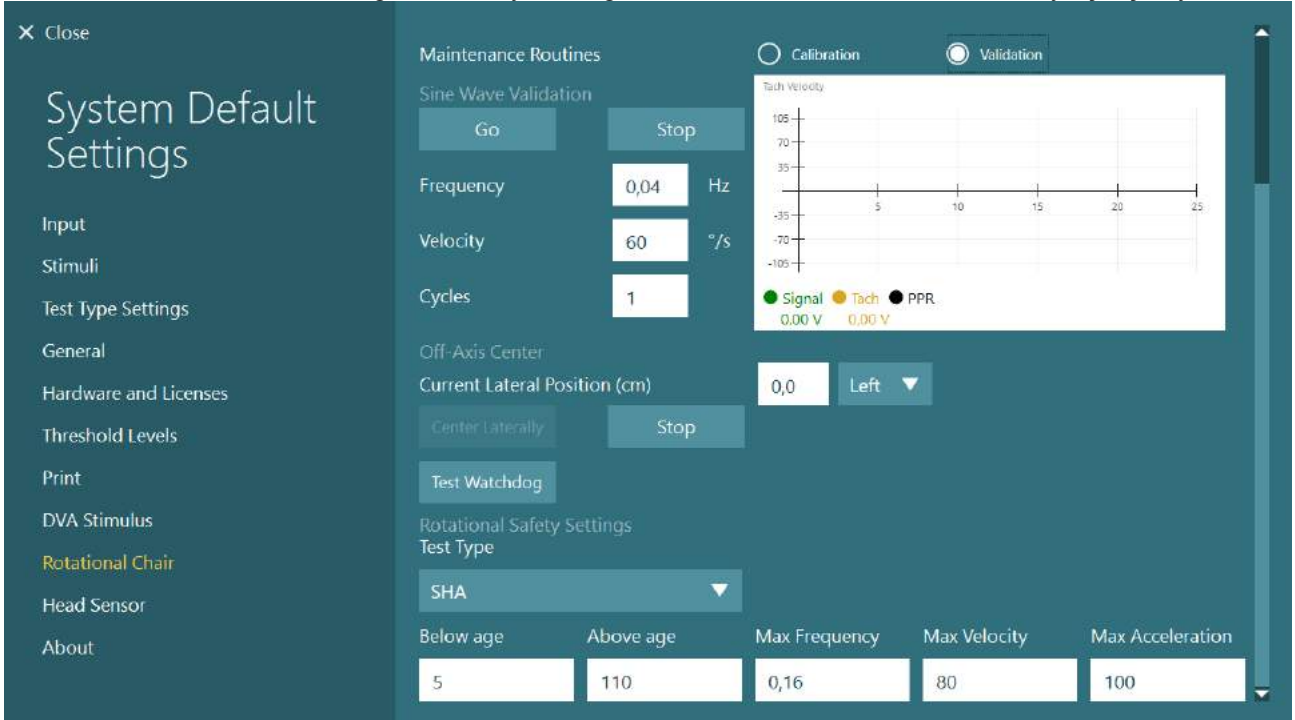 X Close
System Default
Settings
Input
Stimuli
Test Type Settings
General
Hardware and Licenses
Threshold Levels
Print
DVA Stimulus
Rotational Chair
Head Sensor
About
Maintenance Routines
Calibration
Validation
Sine Wave Validation
Go Stop
Frequency 0,04 Hz
Velocity 60 °/s
Cycles 1
Tach Velocity
105
70
35
5 10 15 20 25
-35
-70
-105
Signal Tach PPR
0.00 V 0,00 V
Off-Axis Center
Current Lateral Position (cm) 0,0 Left
Center Laterally Stop
Test Watchdog
Rotational Safety Settings
Test Type
SHA
Below age Above age Max Frequency Max Velocity Max Acceleration
5 110 0,16 80 100